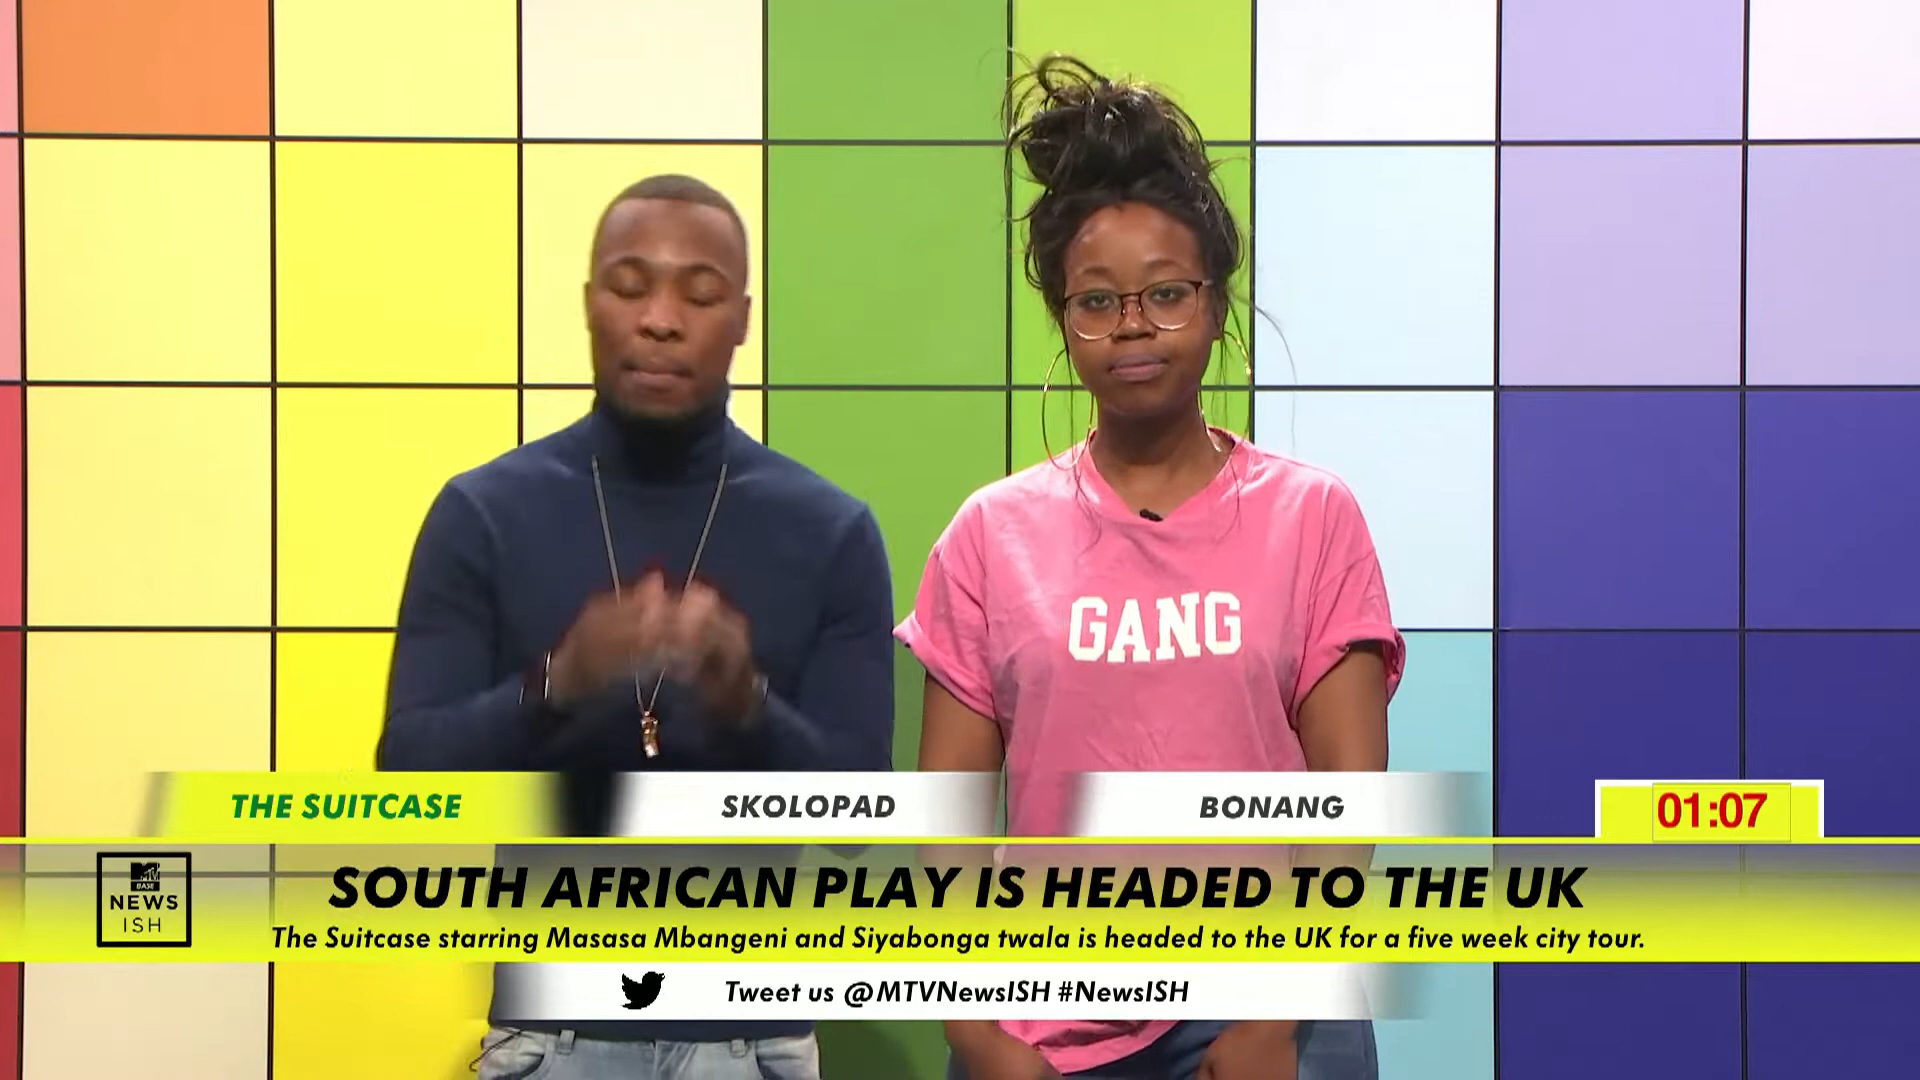 GANG
THE SUITCASE
SKOLOPAD
BONANG
01:07
MTV
BASE
NEWS
ISH
SOUTH AFRICAN PLAY IS HEADED TO THE UK
The Suitcase starring Masasa Mbangeni and Siyabonga twala is headed to the UK for a five week city tour.
Tweet us @MTVNewsISH #NewsISH